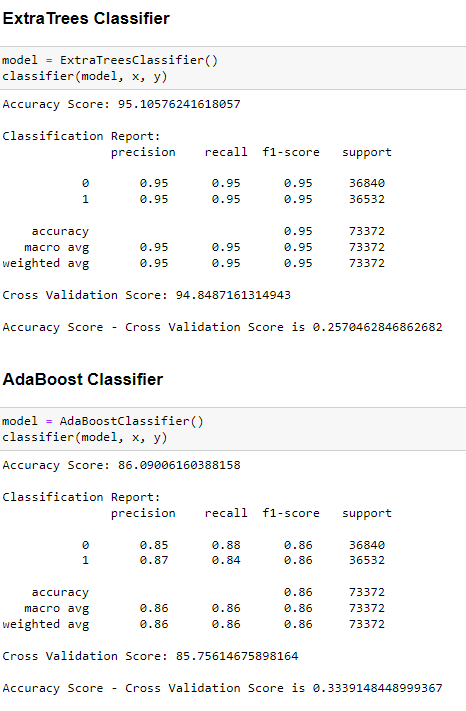 ExtraTrees Classifier
model = ExtraTreesClassifier()
classifier(model, x, y)
Accuracy Score: 95.10576241618057
Classification Report:
precision recall f1-score support
0 0.95 0.95 0.95 36840
1 0.95 0.95 0.95 36532
accuracy 0.95 73372
macro avg 0.95 0.95 0.95 73372
weighted avg 0.95 0.95 0.95 73372
Cross Validation Score: 94.8487161314943
Accuracy Score - Cross Validation Score is 0.2570462846862682
AdaBoost Classifier
model = AdaBoostClassifier()
classifier(model, x, y)
Accuracy Score: 86.09006160388158
Classification Report:
precision recall f1-score support
0 0.85 0.88 0.86 36840
1 0.87 0.84 0.86 36532
accuracy 0.86 73372
macro avg 0.86 0.86 0.86 73372
weighted avg 0.86 0.86 0.86 73372
Cross Validation Score: 85.75614675898164
Accuracy Score - Cross Validation Score is 0.3339148448999367